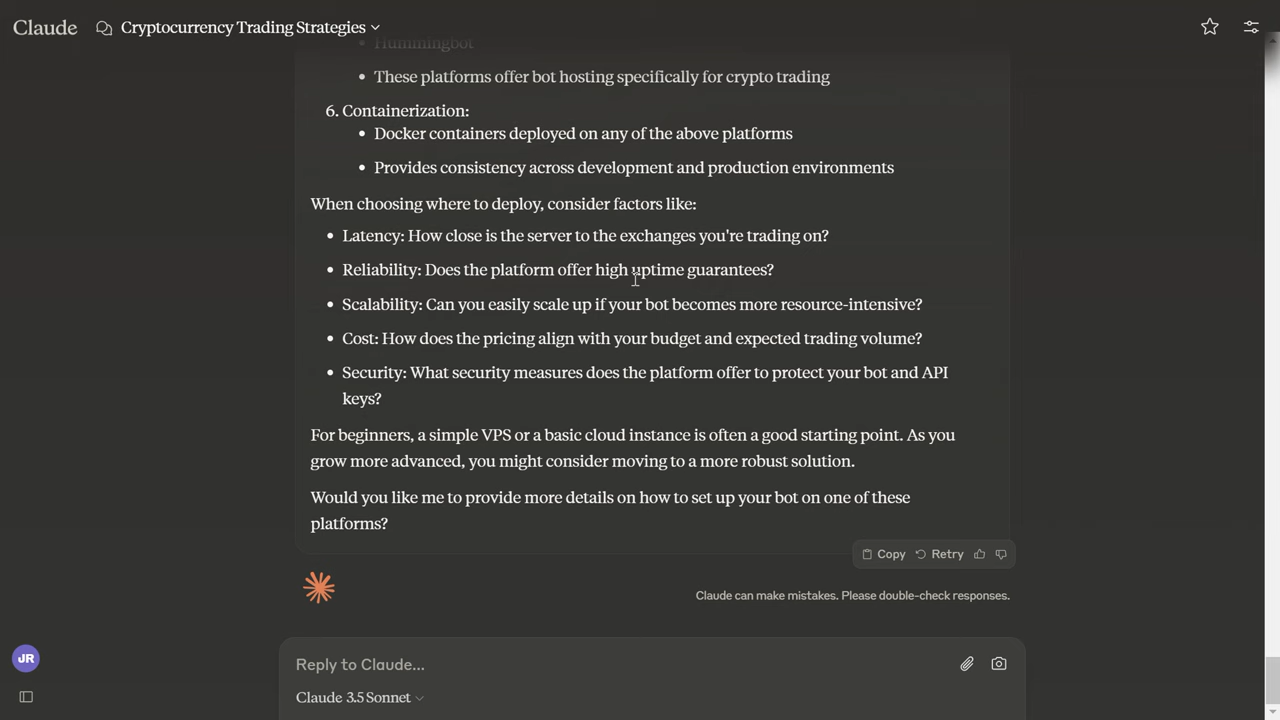 Claude
Cryptocurrency Trading Strategies
Hummingbot
• These platforms offer bot hosting specifically for crypto trading
6. Containerization:
• Docker containers deployed on any of the above platforms
• Provides consistency across development and production environments
When choosing where to deploy, consider factors like:
• Latency: How close is the server to the exchanges you're trading on?
• Reliability: Does the platform offer high uptime guarantees?
• Scalability: Can you easily scale up if your bot becomes more resource-intensive?
• Cost: How does the pricing align with your budget and expected trading volume?
• Security: What security measures does the platform offer to protect your bot and API
keys?
For beginners, a simple VPS or a basic cloud instance is often a good starting point. As you
grow more advanced, you might consider moving to a more robust solution.
Would you like me to provide more details on how to set up your bot on one of these
platforms?
Copy Retry
Claude can make mistakes. Please double-check responses.
JR
Reply to Claude...
Claude 3.5 Sonnet